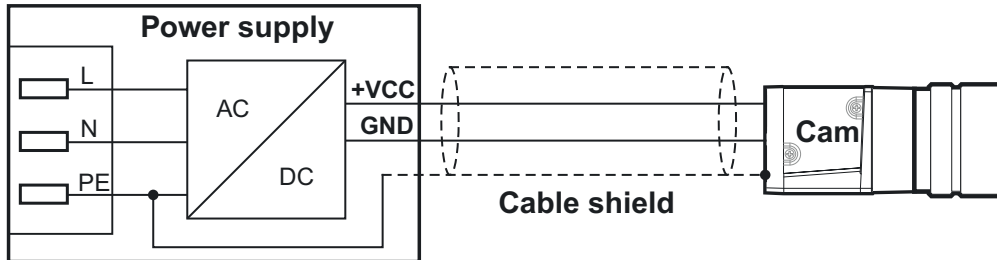 Power supply
L
N
PE
AC
DC
+VCC
GND
Cable shield
Cam